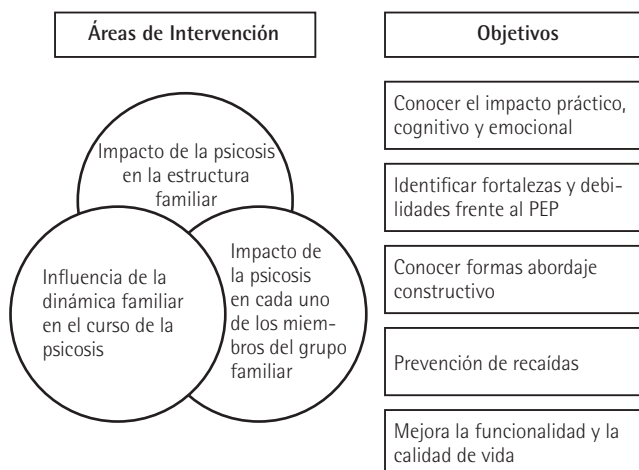 Áreas de Intervención
Impacto de la psicosis
en la estructura
familiar
Influencia de la
dinámica familiar
en el curso de la
psicosis
Impacto de
la psicosis
en cada uno
de los miem-
bros del grupo
familiar
Objetivos
Conocer el impacto práctico,
cognitivo y emocional
Identificar fortalezas y debi-
lidades frente al PEP
Conocer formas abordaje
constructivo
Prevención de recaídas
Mejora la funcionalidad y la
calidad de vida